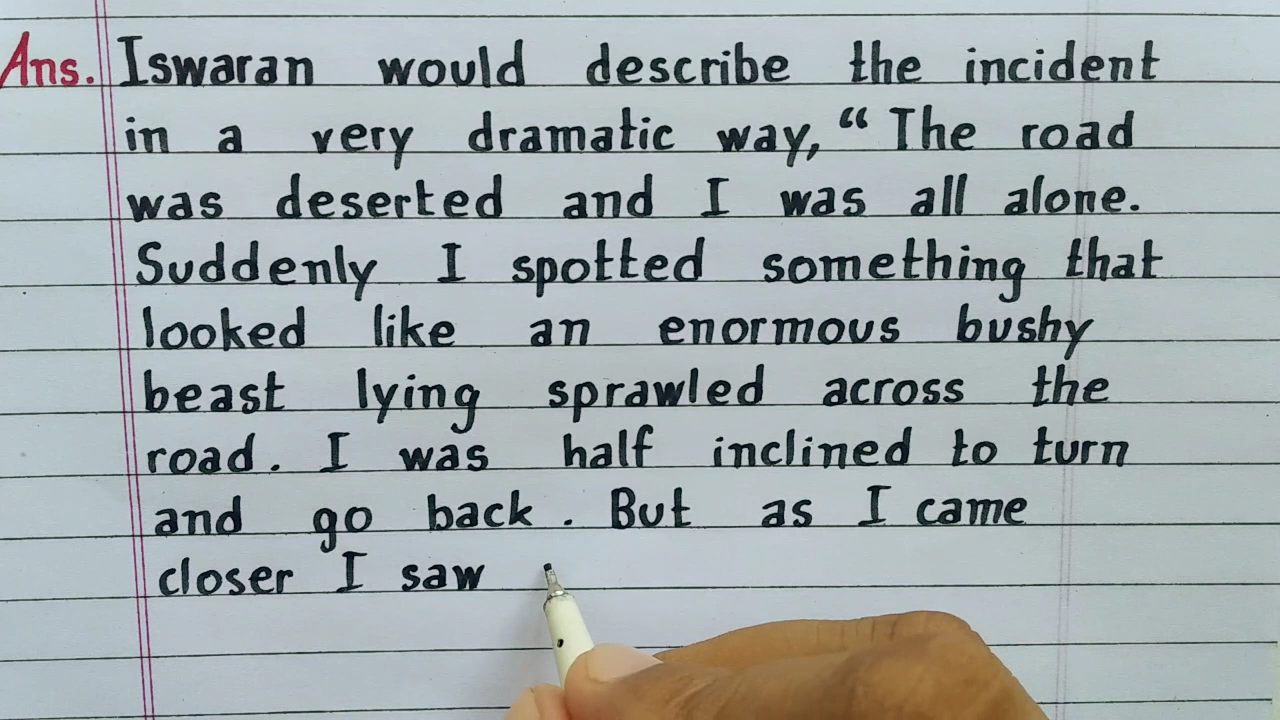 Ans. Iswaran would describe the incident
in a very dramatic way, “The road
was deserted and I was all alone.
Suddenly I spotted something that
looked like an enormous bushy
beast lying sprawled across the
road. I was half inclined to turn
and go back. But as I came
closer I saw